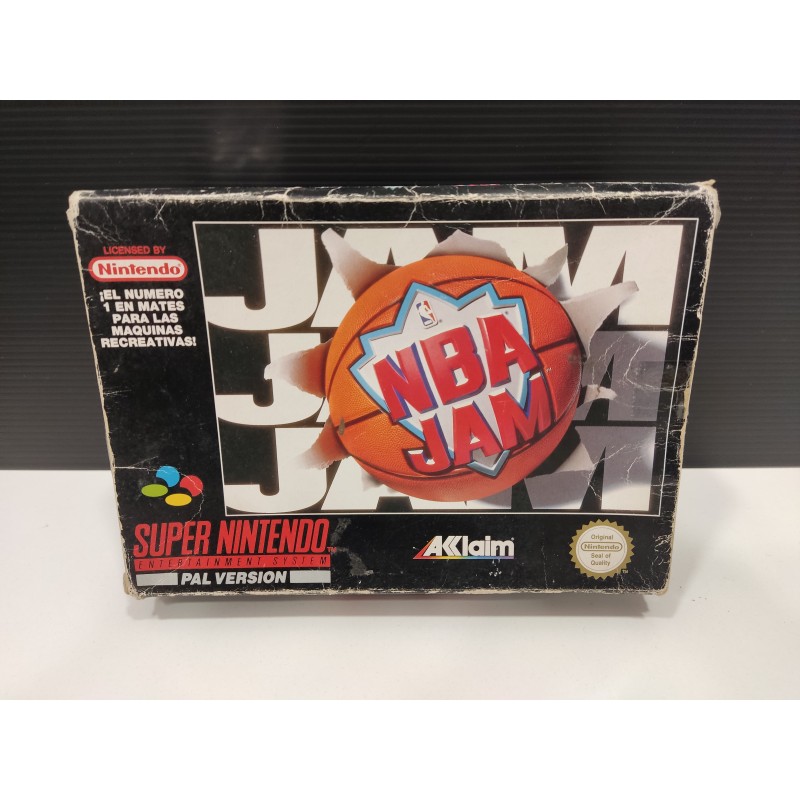 LICENSED BY
Nintendo
¡EL NUMERO
1 EN MATES
PARA LAS
MAQUINAS
RECREATIVAS!
JAM
JAM
JAM
NBA
JAM
SUPER NINTENDO
ENTERTAINMENT SYSTEM
PAL VERSION
AKlaim
Original
Nintendo
Seal of
Quality